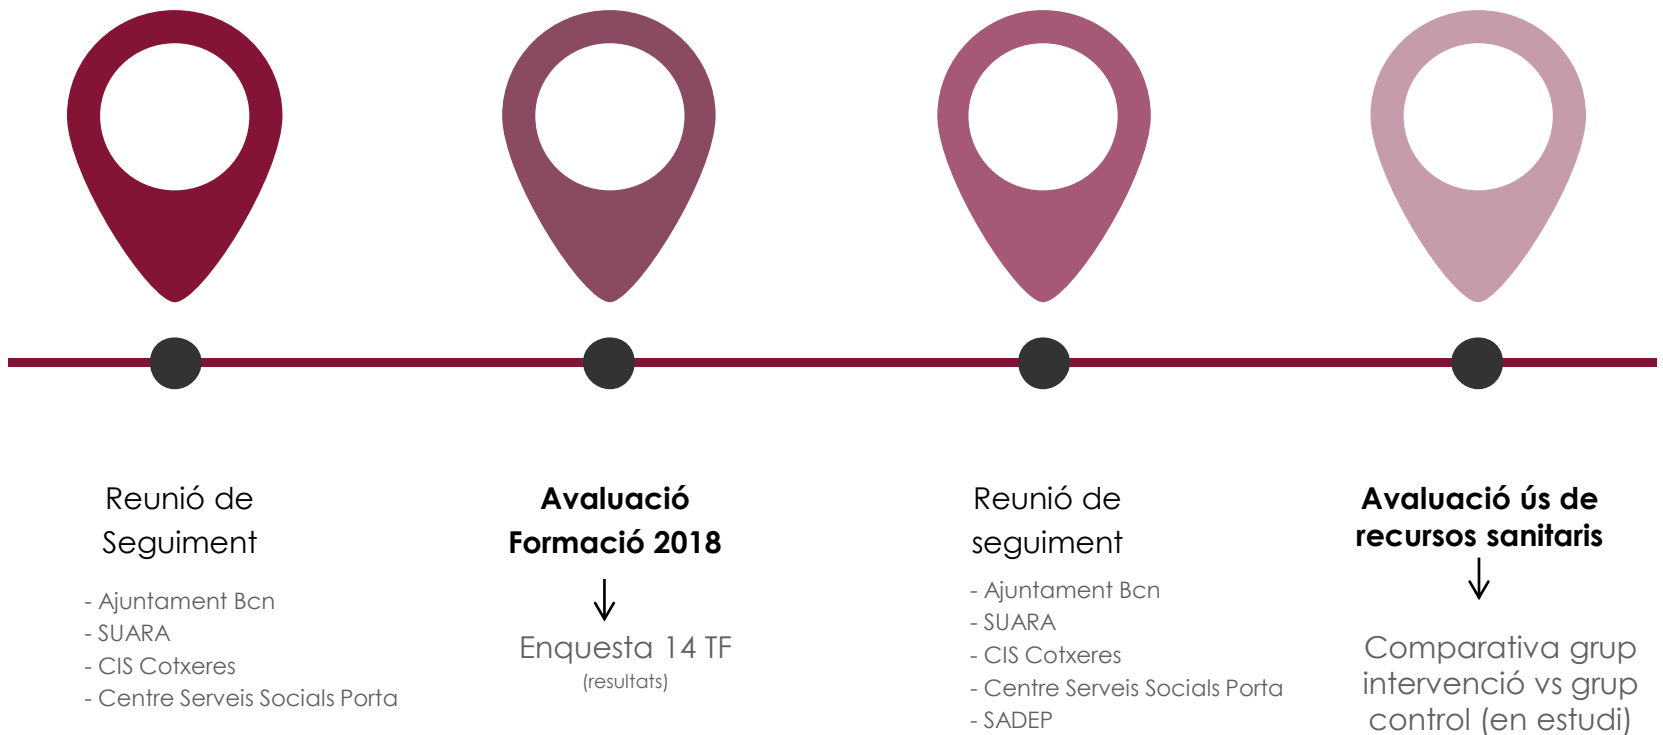 Reunió de
Seguiment
- Ajuntament Bcn
- SUARA
- CIS Cotxeres
- Centre Serveis Socials Porta
Avaluació
Formació 2018
Enquesta 14 TF
(resultats)
Reunió de
seguiment
- Ajuntament Bcn
- SUARA
- CIS Cotxeres
- Centre Serveis Socials Porta
- SADEP
Avaluació ús de
recursos sanitaris
Comparativa grup
intervenció vs grup
control (en estudi)